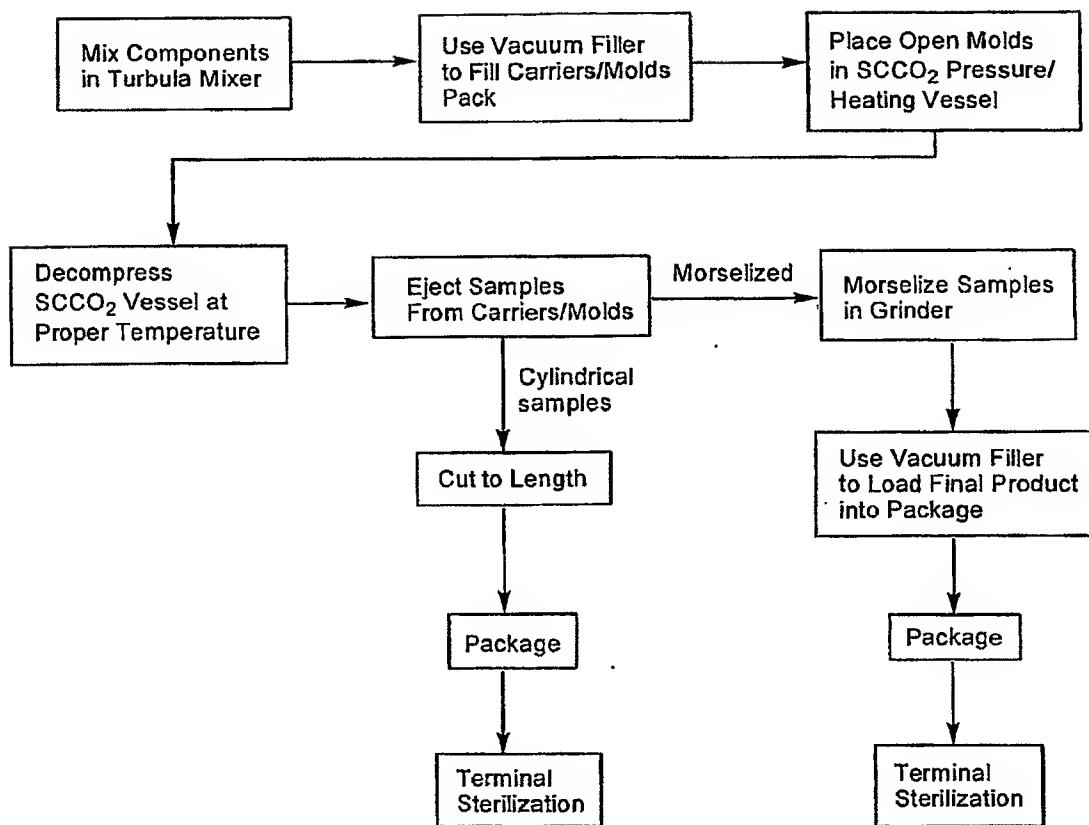 Mix Components
in Turbula Mixer
Use Vacuum Filler
to Fill Carriers/Molds
Pack
Place Open Molds
in SCCO₂ Pressure/
Heating Vessel
Decompress
SCCO₂ Vessel at
Proper Temperature
Eject Samples
From Carriers/Molds
Morselized
Morselize Samples
in Grinder
Cylindrical
samples
Cut to Length
Use Vacuum Filler
to Load Final Product
into Package
Package
Package
Terminal
Sterilization
Terminal
Sterilization